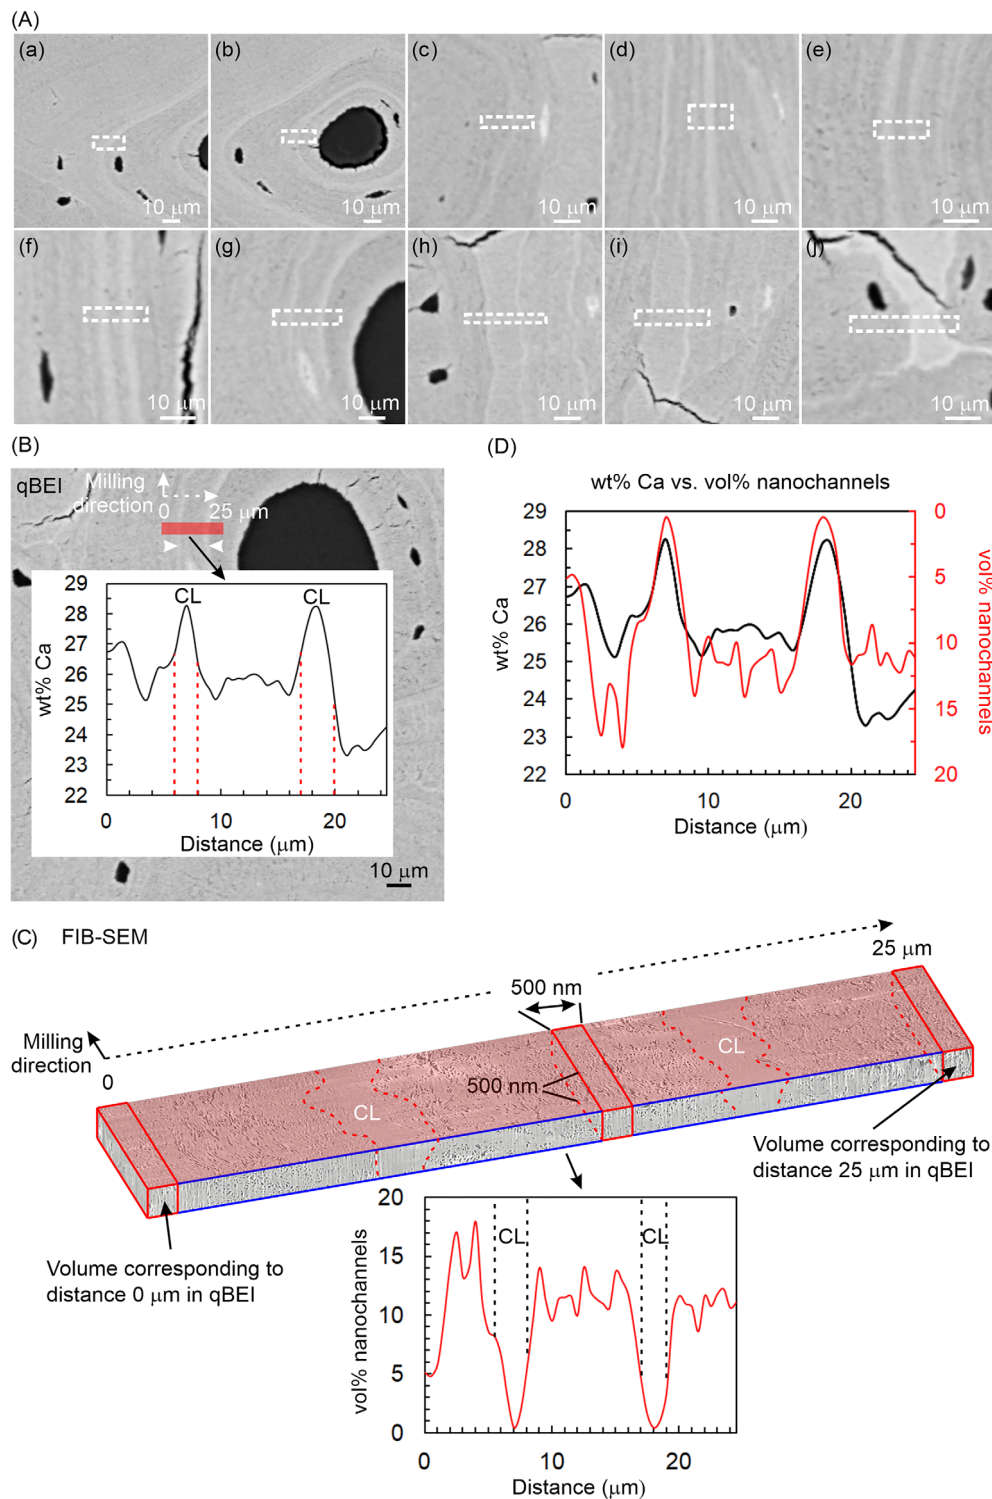 (A)
(a) (b) (c) (d) (e)
10 μm 10 μm 10 μm 10 μm 10 μm
(f) (g) (h) (i) (j)
10 μm 10 μm 10 μm 10 μm 10 μm
(B)
qBEI
Milling
direction
0 25 μm
CL CL
29
28
27
26
25
24
23
22
wt% Ca
0 10 20
Distance (μm)
10 μm
(D)
wt% Ca vs. vol% nanochannels
29
28
27
26
25
24
23
22
wt% Ca
0
5
10
15
20
vol% nanochannels
0 10 20
Distance (μm)
(C) FIB-SEM
25 μm
500 nm
Milling
direction
0
500 nm
CL
CL
Volume corresponding to
distance 25 μm in qBEI
Volume corresponding to
distance 0 μm in qBEI
20
15
10
5
0
vol% nanochannels
CL CL
0 10 20
Distance (μm)